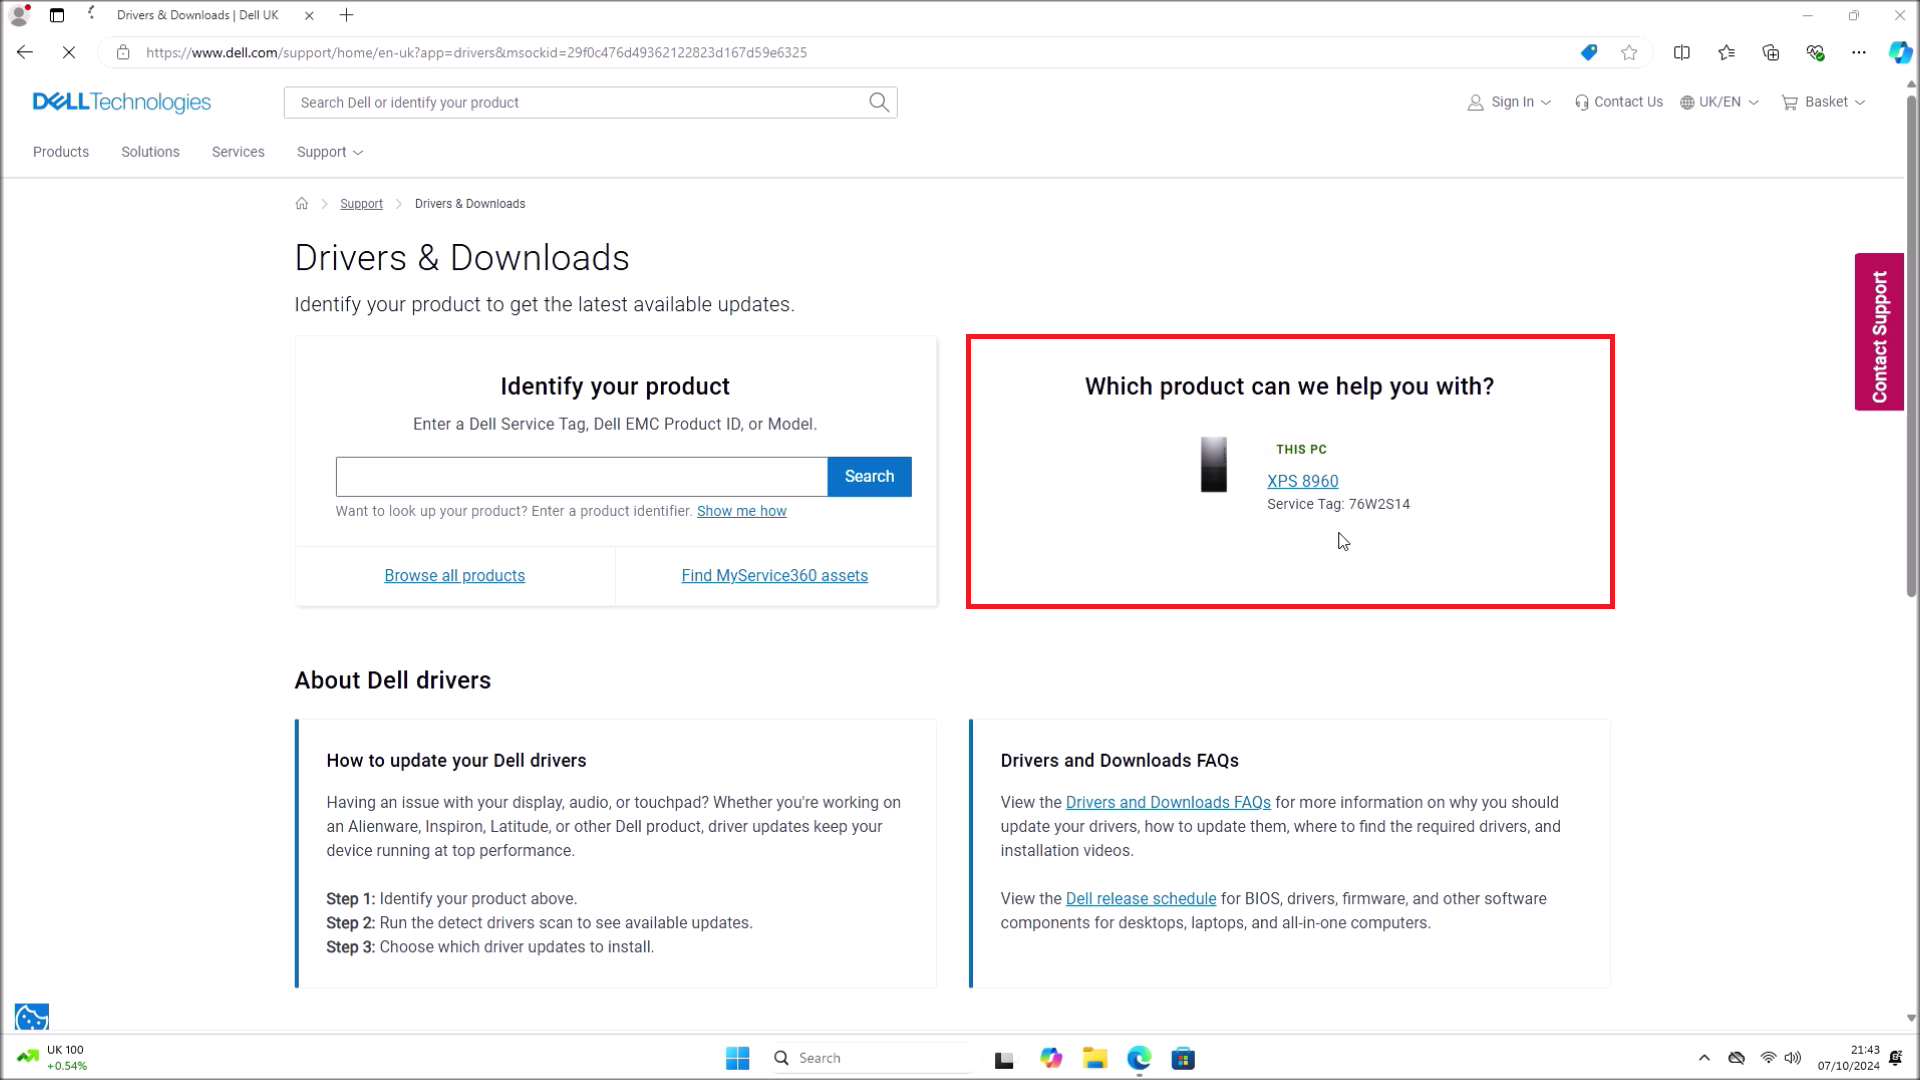 Drivers & Downloads | Dell UK
https://www.dell.com/support/home/en-uk?app=drivers&msockid=29f0c476d49362122823d167d59e6325
DELLTechnologies
Search Dell or identify your product
Sign In
Contact Us
UK/EN
Basket
Products
Solutions
Services
Support
Support
Drivers & Downloads
Drivers & Downloads
Identify your product to get the latest available updates.
Identify your product
Enter a Dell Service Tag, Dell EMC Product ID, or Model.
Search
Want to look up your product? Enter a product identifier. Show me how
Browse all products
Find MyService360 assets
Which product can we help you with?
THIS PC
XPS 8960
Service Tag: 76W2S14
Contact Support
About Dell drivers
How to update your Dell drivers
Having an issue with your display, audio, or touchpad? Whether you're working on
an Alienware, Inspiron, Latitude, or other Dell product, driver updates keep your
device running at top performance.
Step 1: Identify your product above.
Step 2: Run the detect drivers scan to see available updates.
Step 3: Choose which driver updates to install.
Drivers and Downloads FAQs
View the Drivers and Downloads FAQs for more information on why you should
update your drivers, how to update them, where to find the required drivers, and
installation videos.
View the Dell release schedule for BIOS, drivers, firmware, and other software
components for desktops, laptops, and all-in-one computers.
UK 100
+0.54%
Search
21:43
07/10/2024